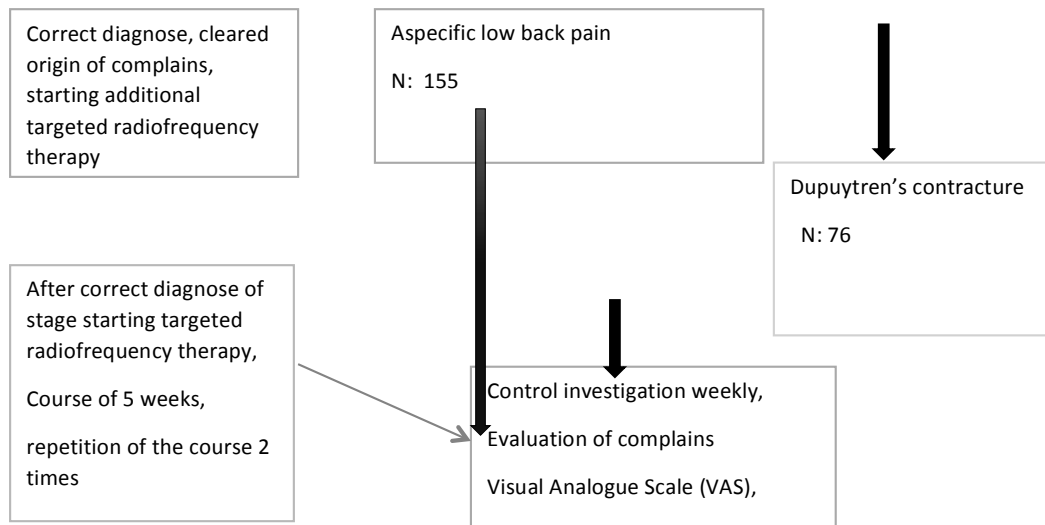 Correct diagnose, cleared
origin of complains,
starting additional
targeted radiofrequency
therapy
Aspecific low back pain
N: 155
Dupuytren’s contracture
N: 76
After correct diagnose of
stage starting targeted
radiofrequency therapy,
Course of 5 weeks,
repetition of the course 2
times
Control investigation weekly,
Evaluation of complains
Visual Analogue Scale (VAS),